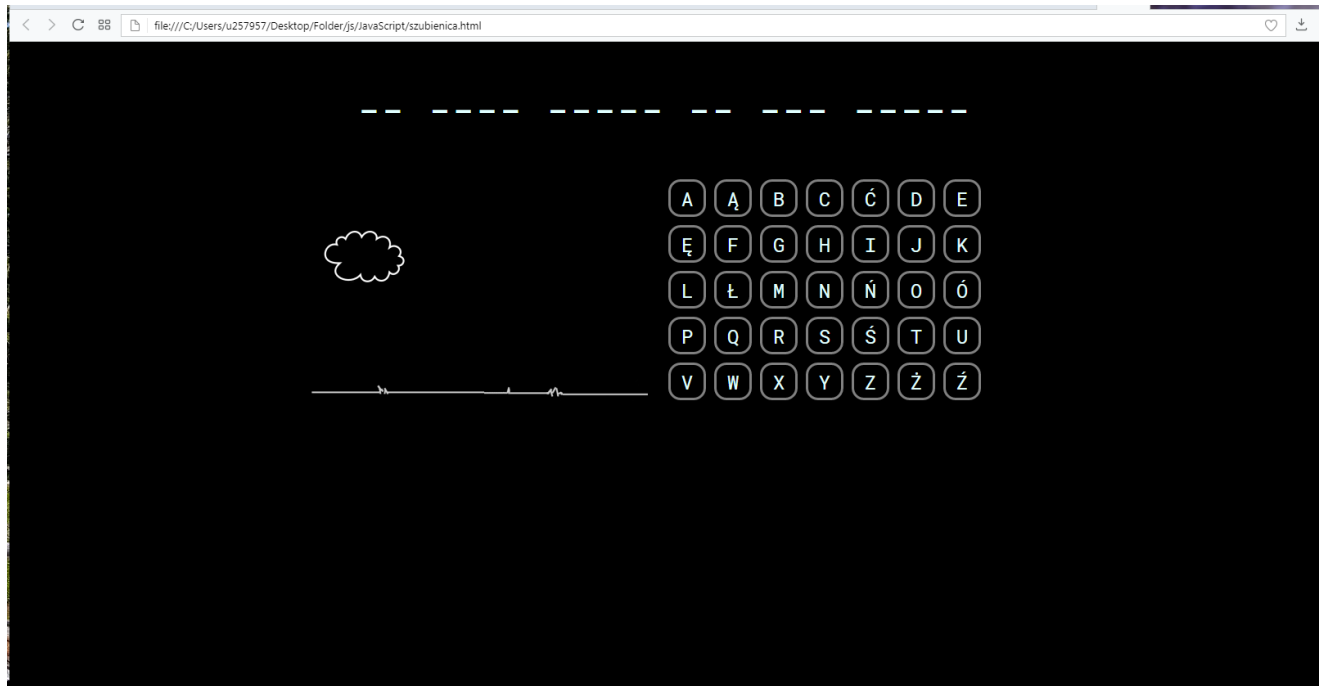 file:///C:/Users/u257957/Desktop/Folder/js/JavaScript/szubienica.html
-- ---- ----- -- --- -----
A Ą B C Ć D E
Ę F G H I J K
L Ł M N Ń O Ó
P Q R S Ś T U
V W X Y Z Ż Ź